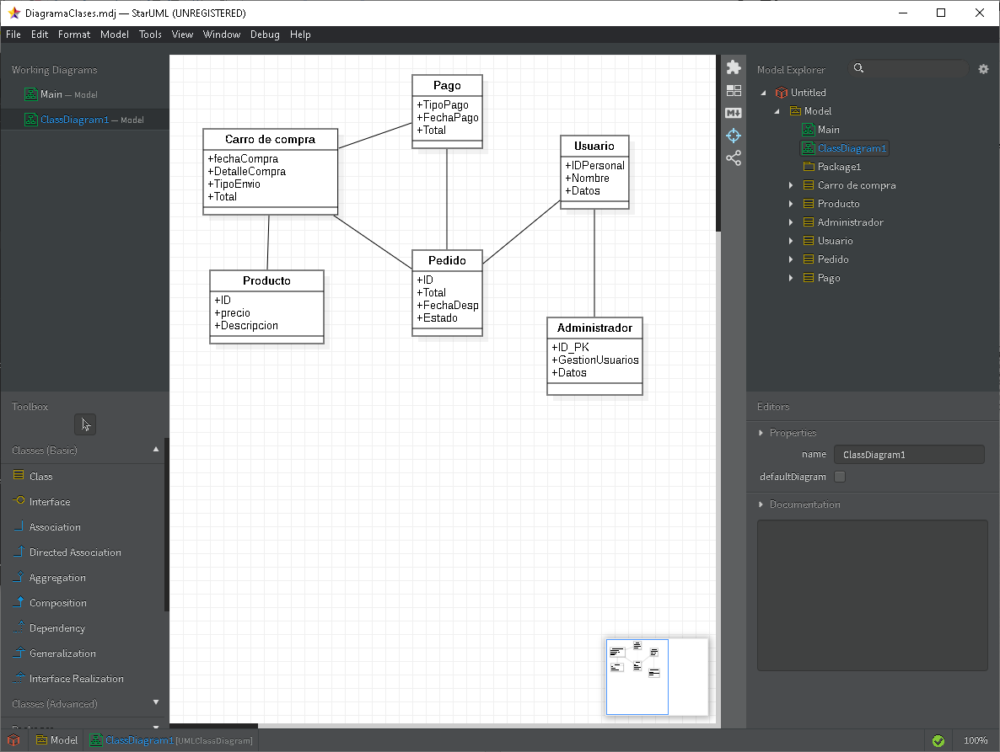 DiagramaClases.mdj — StarUML (UNREGISTERED)
File Edit Format Model Tools View Window Debug Help
Working Diagrams
Main — Model
ClassDiagram1 — Model
Toolbox
Classes (Basic)
Class
Interface
Association
Directed Association
Aggregation
Composition
Dependency
Generalization
Interface Realization
Classes (Advanced)
Pago
+TipoPago
+FechaPago
+Total
Carro de compra
+fechaCompra
+DetalleCompra
+TipoEnvio
+Total
Usuario
+IDPersonal
+Nombre
+Datos
Pedido
+ID
+Total
+FechaDesp
+Estado
Producto
+ID
+precio
+Descripcion
Administrador
+ID_PK
+GestionUsuarios
+Datos
Model Explorer
Untitled
Model
Main
ClassDiagram1
Package1
Carro de compra
Producto
Administrador
Usuario
Pedido
Pago
Editors
Properties
name ClassDiagram1
defaultDiagram
Documentation
Model ClassDiagram1 [UMLClassDiagram]
100%